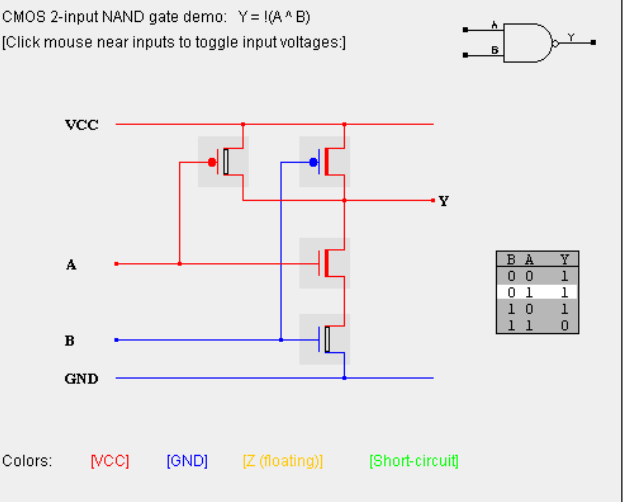 CMOS 2-input NAND gate demo: Y = !(A ^ B)
[Click mouse near inputs to toggle input voltages:]
A
B
Y
VCC
Y
A
B
GND
B A Y
0 0 1
0 1 1
1 0 1
1 1 0
Colors: [VCC] [GND] [Z (floating)] [Short-circuit]